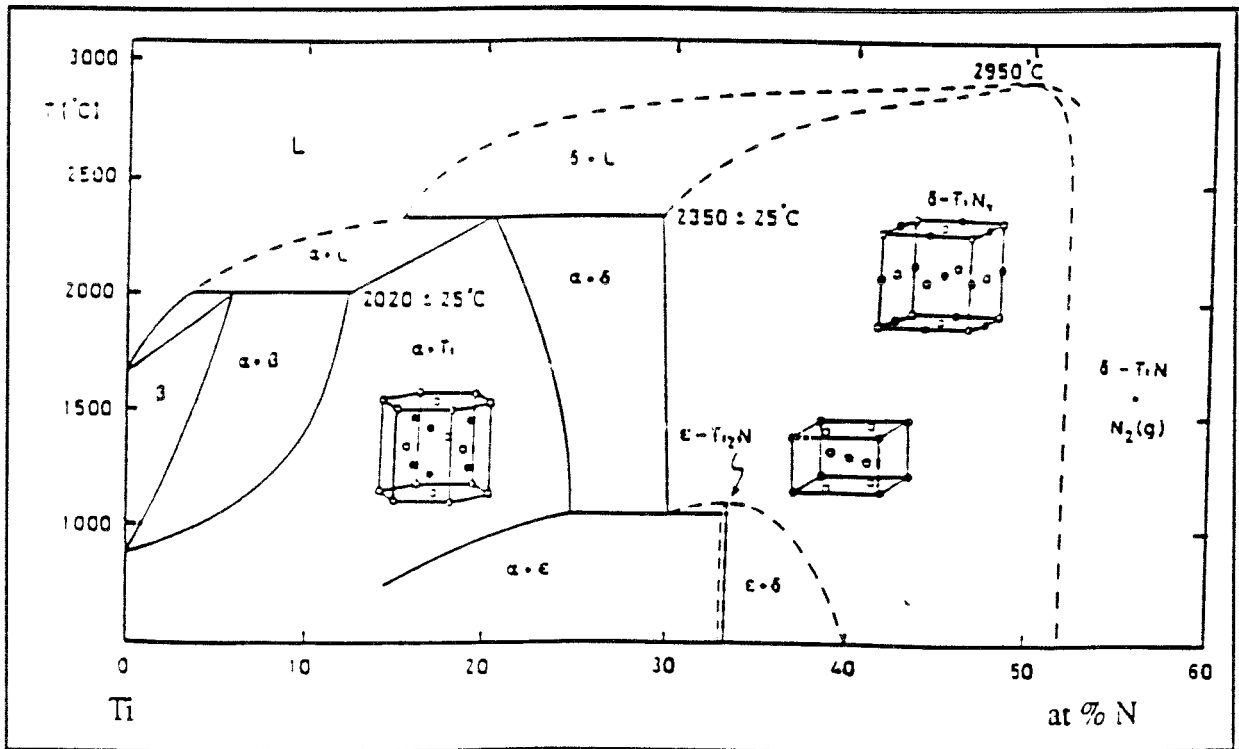 3000
T [°C]
2950°C
L
δ + L
2500
δ-TiNx
2350 ± 25°C
α + L
α + δ
2000
2020 ± 25°C
α + β
α + Ti
β
δ-TiN
+
N2(g)
1500
ε-Ti2N
1000
α + ε
ε + δ
0
10
20
30
40
50
60
Ti
at % N